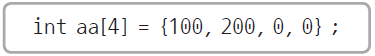 int aa[4] = {100, 200, 0, 0} ;